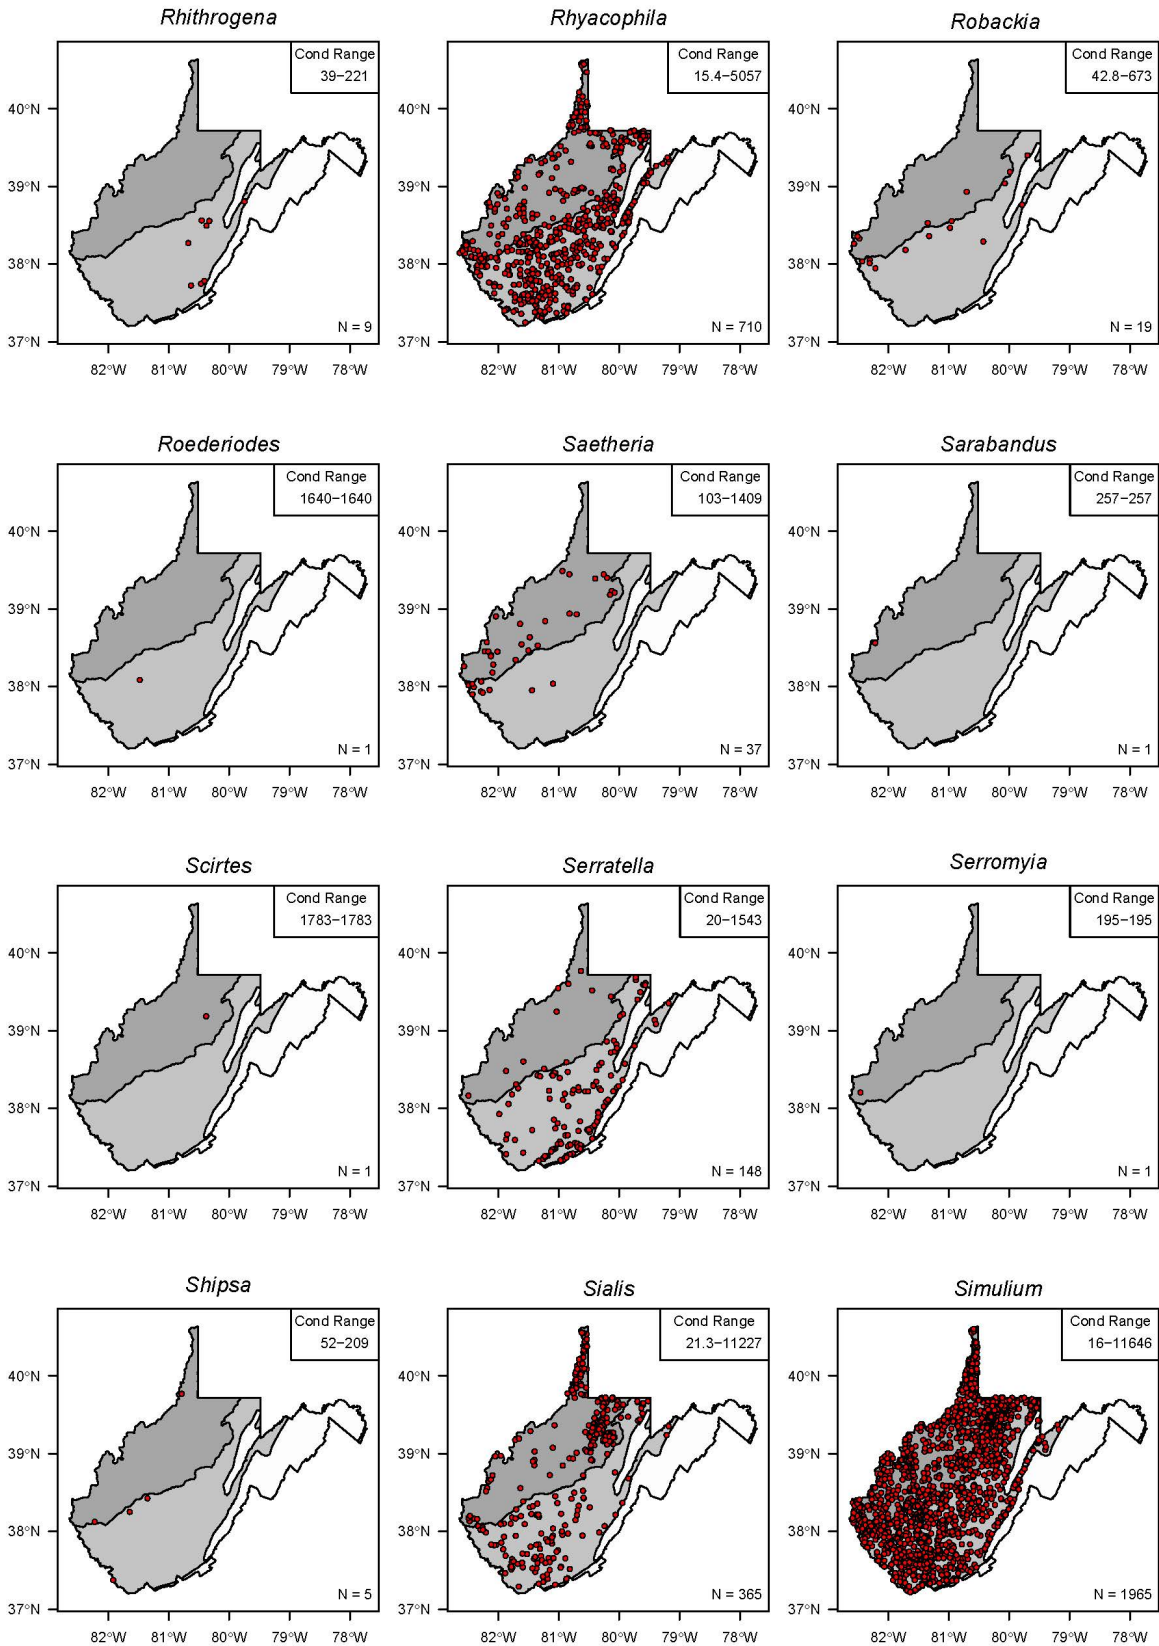 Rhithrogena
Rhyacophila
Robackia
Cond Range
39−221
Cond Range
15.4−5057
Cond Range
42.8−673
40°N
39°N
38°N
37°N
40°N
39°N
38°N
37°N
40°N
39°N
38°N
37°N
N = 9
N = 710
N = 19
82°W 81°W 80°W 79°W 78°W
82°W 81°W 80°W 79°W 78°W
82°W 81°W 80°W 79°W 78°W
Roederiodes
Saetheria
Sarabandus
Cond Range
1640−1640
Cond Range
103−1409
Cond Range
257−257
40°N
39°N
38°N
37°N
40°N
39°N
38°N
37°N
40°N
39°N
38°N
37°N
N = 1
N = 37
N = 1
82°W 81°W 80°W 79°W 78°W
82°W 81°W 80°W 79°W 78°W
82°W 81°W 80°W 79°W 78°W
Scirtes
Serratella
Serromyia
Cond Range
1783−1783
Cond Range
20−1543
Cond Range
195−195
40°N
39°N
38°N
37°N
40°N
39°N
38°N
37°N
40°N
39°N
38°N
37°N
N = 1
N = 148
N = 1
82°W 81°W 80°W 79°W 78°W
82°W 81°W 80°W 79°W 78°W
82°W 81°W 80°W 79°W 78°W
Shipsa
Sialis
Simulium
Cond Range
52−209
Cond Range
21.3−11227
Cond Range
16−11646
40°N
39°N
38°N
37°N
40°N
39°N
38°N
37°N
40°N
39°N
38°N
37°N
N = 5
N = 365
N = 1965
82°W 81°W 80°W 79°W 78°W
82°W 81°W 80°W 79°W 78°W
82°W 81°W 80°W 79°W 78°W